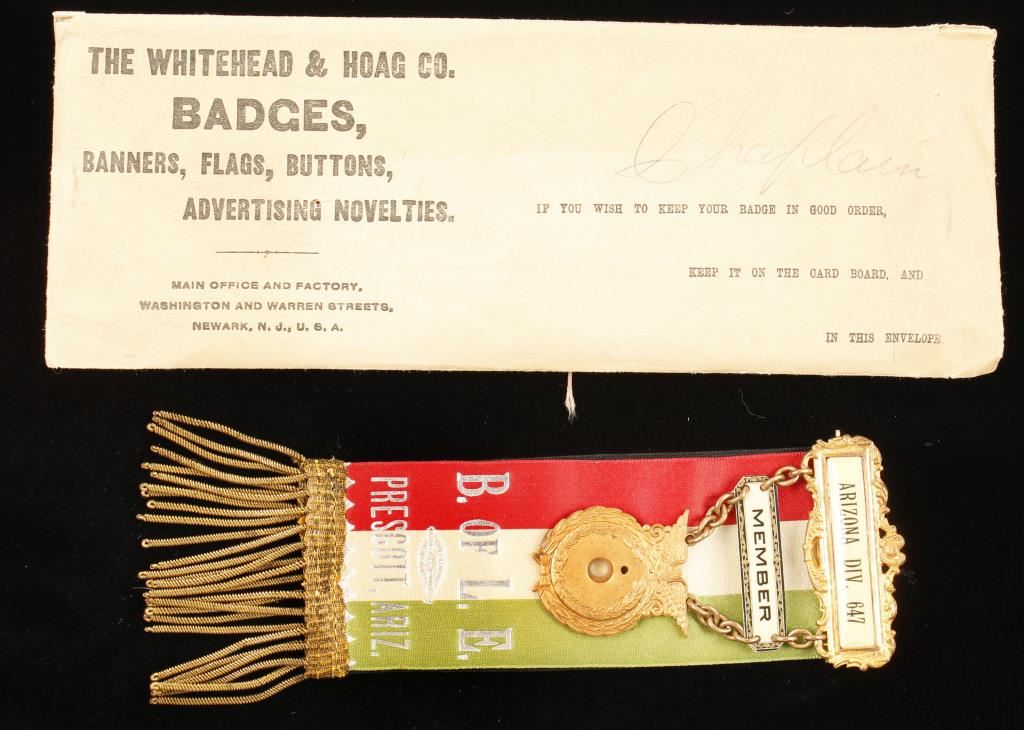 THE WHITEHEAD & HOAG CO.
BADGES,
BANNERS, FLAGS, BUTTONS,
ADVERTISING NOVELTIES.
MAIN OFFICE AND FACTORY,
WASHINGTON AND WARREN STREETS,
NEWARK, N. J., U. S. A.
Chaplain
IF YOU WISH TO KEEP YOUR BADGE IN GOOD ORDER,
KEEP IT ON THE CARD BOARD, AND
IN THIS ENVELOPE.
ARIZONA DIV. 647
MEMBER
B. OF L. E.
PRESCOTT, ARIZ.